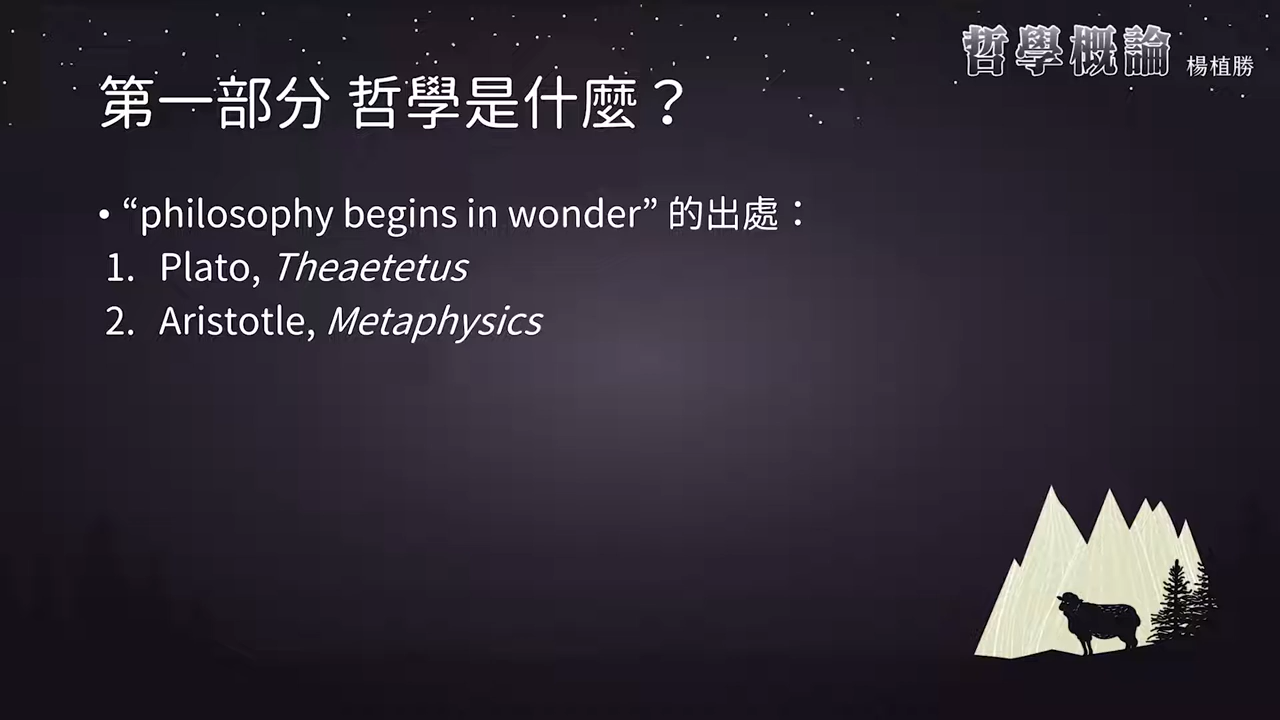 哲學概論 楊植勝
第一部分 哲學是什麼？
• “philosophy begins in wonder” 的出處：
1. Plato, Theaetetus
2. Aristotle, Metaphysics